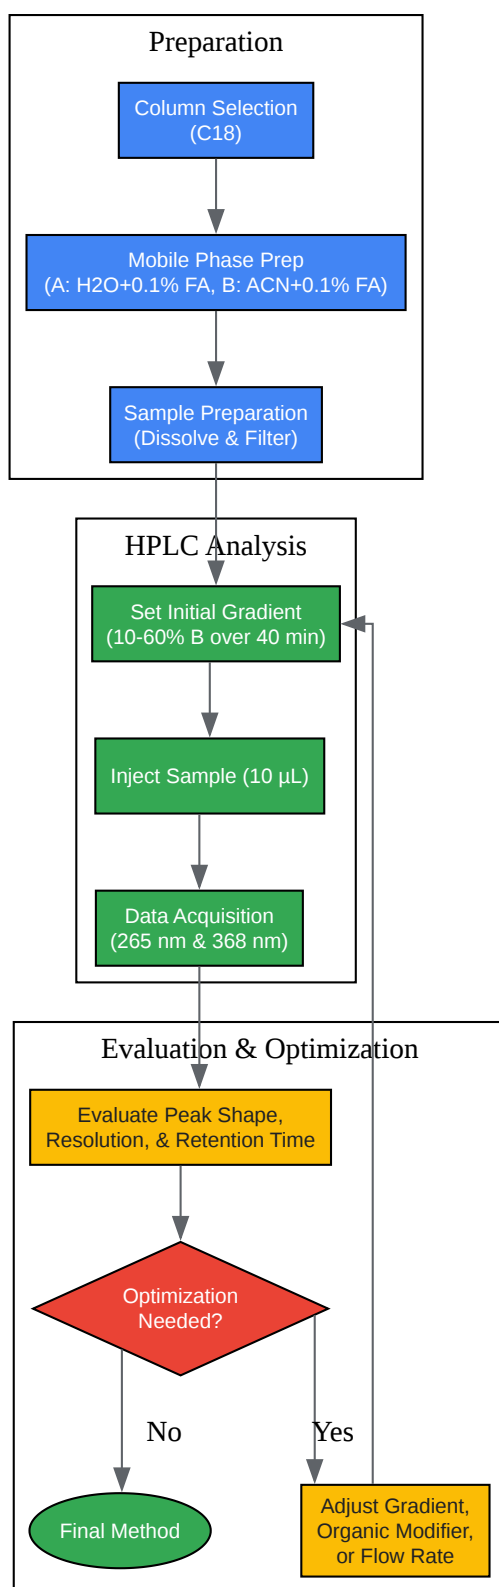 Preparation
Column Selection
(C18)
Mobile Phase Prep
(A: H2O+0.1% FA, B: ACN+0.1% FA)
Sample Preparation
(Dissolve & Filter)
HPLC Analysis
Set Initial Gradient
(10-60% B over 40 min)
Inject Sample (10 µL)
Data Acquisition
(265 nm & 368 nm)
Evaluation & Optimization
Evaluate Peak Shape,
Resolution, & Retention Time
Optimization
Needed?
No
Yes
Final Method
Adjust Gradient,
Organic Modifier,
or Flow Rate